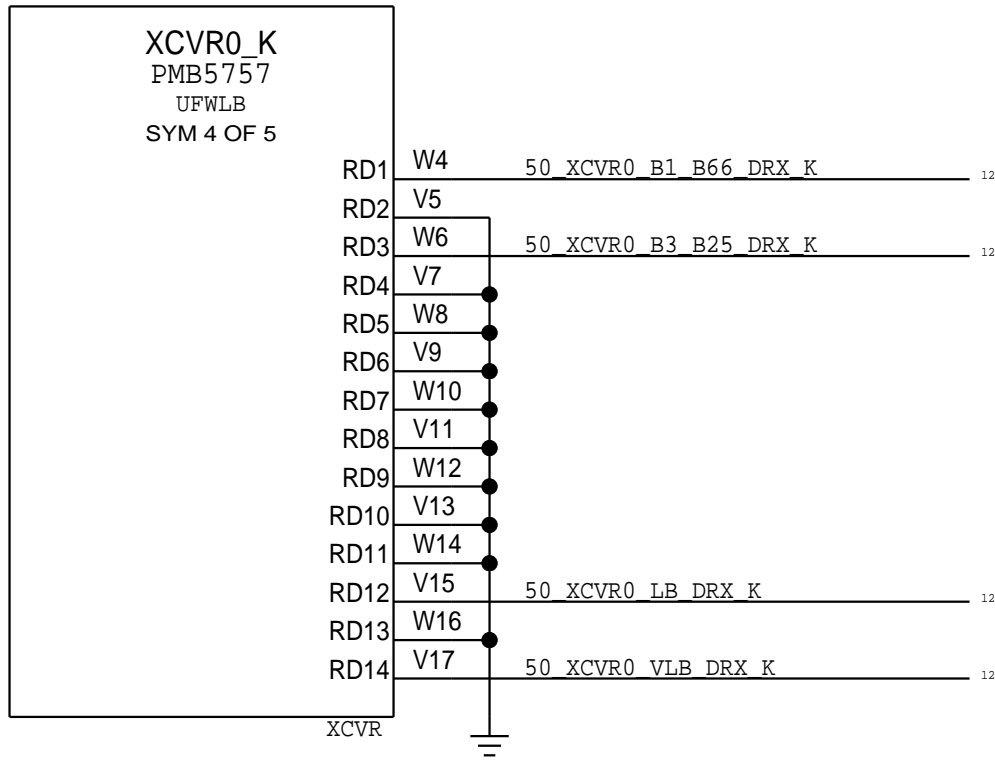 XCVR0_K
PMB5757
UFWLB
SYM 4 OF 5
RD1 W4 50_XCVR0_B1_B66_DRX_K 12
RD2 V5
RD3 W6 50_XCVR0_B3_B25_DRX_K 12
RD4 V7
RD5 W8
RD6 V9
RD7 W10
RD8 V11
RD9 W12
RD10 V13
RD11 W14
RD12 V15 50_XCVR0_LB_DRX_K 12
RD13 W16
RD14 V17 50_XCVR0_VLB_DRX_K 12
XCVR